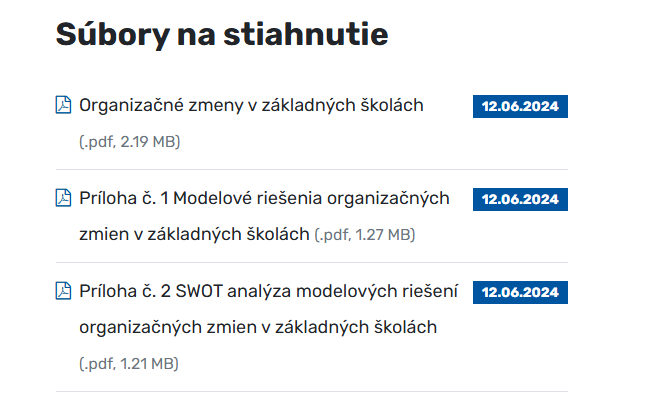 Súbory na stiahnutie
Organizačné zmeny v základných školách
12.06.2024
(.pdf, 2.19 MB)
Príloha č. 1 Modelové riešenia organizačných
12.06.2024
zmien v základných školách (.pdf, 1.27 MB)
Príloha č. 2 SWOT analýza modelových riešení
12.06.2024
organizačných zmien v základných školách
(.pdf, 1.21 MB)